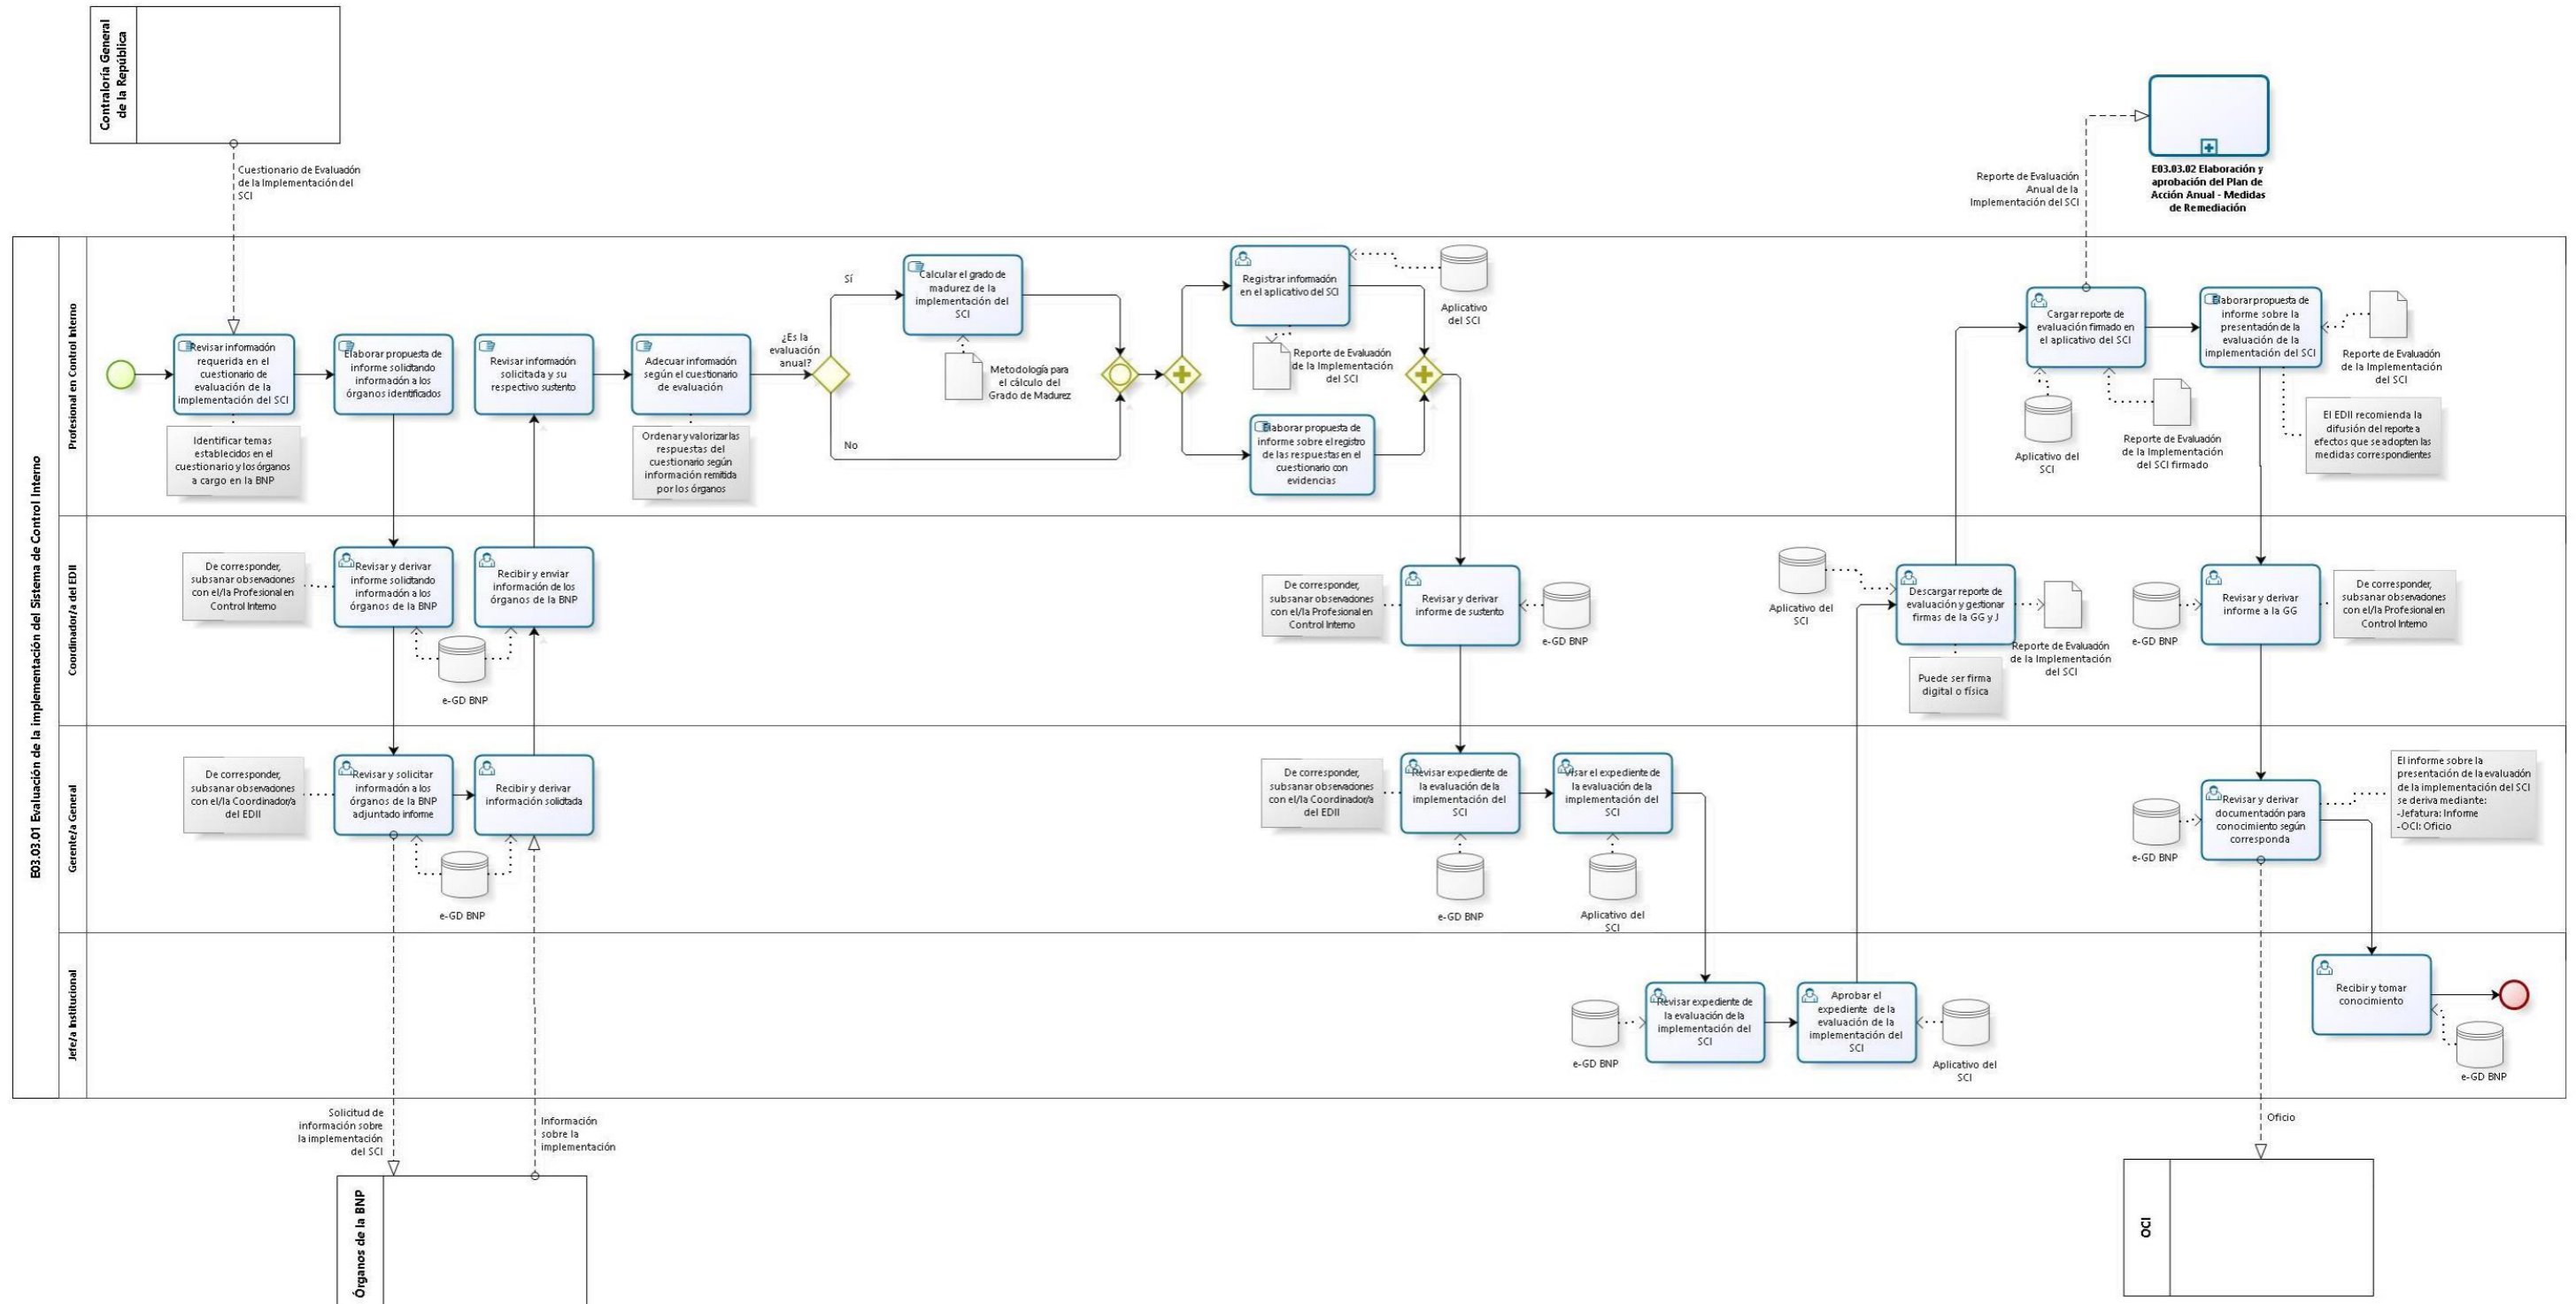 Contraloría General
de la República
Cuestionario de Evaluación
de la Implementación del
SCI
Reporte de Evaluación
Anual de la
Implementación del SCI
E03.03.02 Elaboración y
aprobación del Plan de
Acción Anual - Medidas
de Remediación
E03.03.01 Evaluación de la implementación del Sistema de Control Interno
Profesional en Control Interno
Revisar información
requerida en el
cuestionario de
evaluación de la
implementación del SCI
Identificar temas
establecidos en el
cuestionario y los órganos
a cargo en la BNP
Elaborar propuesta de
informe solicitando
información a los
órganos identificados
Revisar información
solicitada y su
respectivo sustento
Adecuar información
según el cuestionario
de evaluación
Ordenar y valorizar las
respuestas del
cuestionario según
información remitida
por los órganos
¿Es la
evaluación
anual?
Sí
No
Calcular el grado de
madurez de la
implementación del
SCI
Metodología para
el cálculo del
Grado de Madurez
Registrar información
en el aplicativo del SCI
Aplicativo
del SCI
Reporte de Evaluación
de la Implementación
del SCI
Elaborar propuesta de
informe sobre el registro
de las respuestas en el
cuestionario con
evidencias
Cargar reporte de
evaluación firmado en
el aplicativo del SCI
Aplicativo del
SCI
Reporte de Evaluación
de la Implementación
del SCI firmado
Elaborar propuesta de
informe sobre la
presentación de la
evaluación de la
implementación del SCI
Reporte de Evaluación
de la Implementación
del SCI
El EDII recomienda la
difusión del reporte a
efectos que se adopten las
medidas correspondientes
Coordinador/a del EDII
De corresponder,
subsanar observaciones
con el/la Profesional en
Control Interno
Revisar y derivar
informe solicitando
información a los
órganos de la BNP
Recibir y enviar
información de los
órganos de la BNP
e-GD BNP
De corresponder,
subsanar observaciones
con el/la Profesional en
Control Interno
Revisar y derivar
informe de sustento
e-GD BNP
Aplicativo del
SCI
Descargar reporte de
evaluación y gestionar
firmas de la GG y J
Reporte de Evaluación
de la Implementación
del SCI
Puede ser firma
digital o física
e-GD BNP
Revisar y derivar
informe a la GG
De corresponder,
subsanar observaciones
con el/la Profesional en
Control Interno
Gerente/a General
De corresponder,
subsanar observaciones
con el/la Coordinador/a
del EDII
Revisar y solicitar
información a los
órganos de la BNP
adjuntado informe
Recibir y derivar
información solicitada
e-GD BNP
De corresponder,
subsanar observaciones
con el/la Coordinador/a
del EDII
Revisar expediente de
la evaluación de la
implementación del
SCI
e-GD BNP
Visar el expediente de
la evaluación de la
implementación del
SCI
Aplicativo del
SCI
e-GD BNP
Revisar y derivar
documentación para
conocimiento según
corresponda
El informe sobre la
presentación de la evaluación
de la implementación del SCI
se deriva mediante:
-Jefatura: Informe
-OCI: Oficio
Jefe/a Institucional
e-GD BNP
Revisar expediente de
la evaluación de la
implementación del
SCI
Aprobar el
expediente de la
evaluación de la
implementación del
SCI
Aplicativo del
SCI
Recibir y tomar
conocimiento
e-GD BNP
Solicitud de
información sobre
la implementación
del SCI
Información
sobre la
implementación
Oficio
Órganos de la BNP
OCI